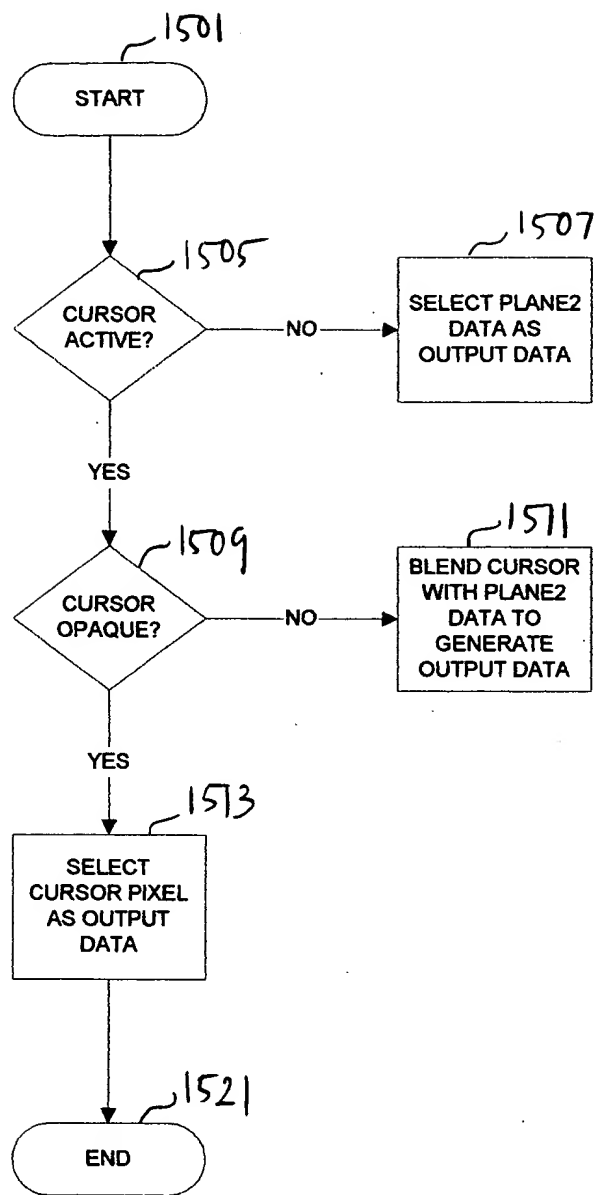 1501
START
1505
CURSOR
ACTIVE?
NO
1507
SELECT PLANE2
DATA AS
OUTPUT DATA
YES
1509
CURSOR
OPAQUE?
NO
1511
BLEND CURSOR
WITH PLANE2
DATA TO
GENERATE
OUTPUT DATA
YES
1513
SELECT
CURSOR PIXEL
AS OUTPUT
DATA
1521
END